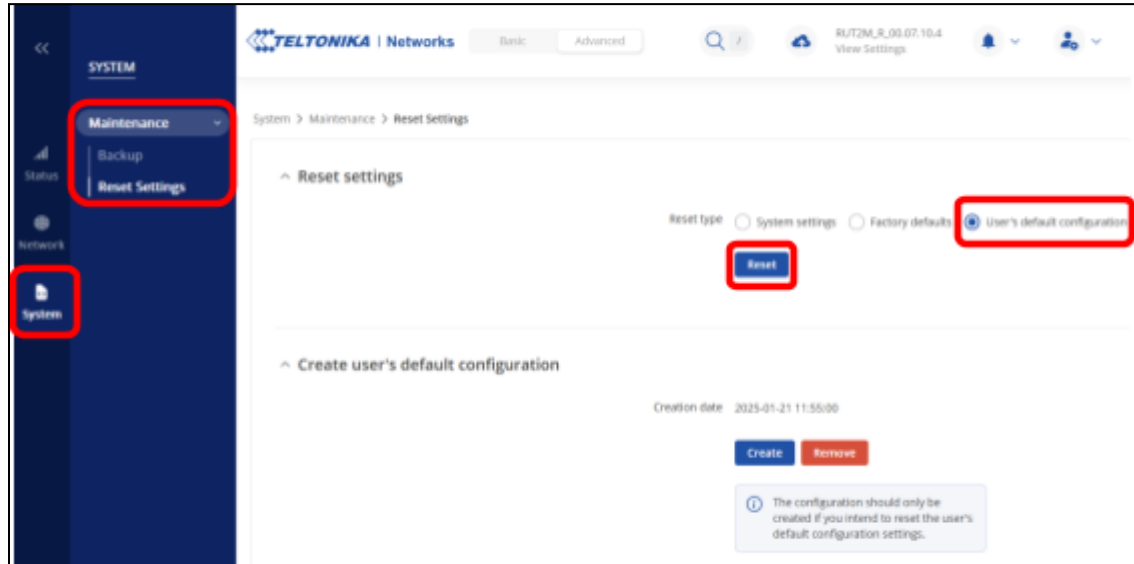 TELTONIKA | Networks
Basic
Advanced
/
RUT2M_R_00.07.10.4
View Settings
SYSTEM
Maintenance
Backup
Reset Settings
Status
Network
System
System > Maintenance > Reset Settings
Reset settings
Reset type
System settings
Factory defaults
User's default configuration
Reset
Create user's default configuration
Creation date
2025-01-21 11:55:00
Create
Remove
The configuration should only be
created if you intend to reset the user's
default configuration settings.